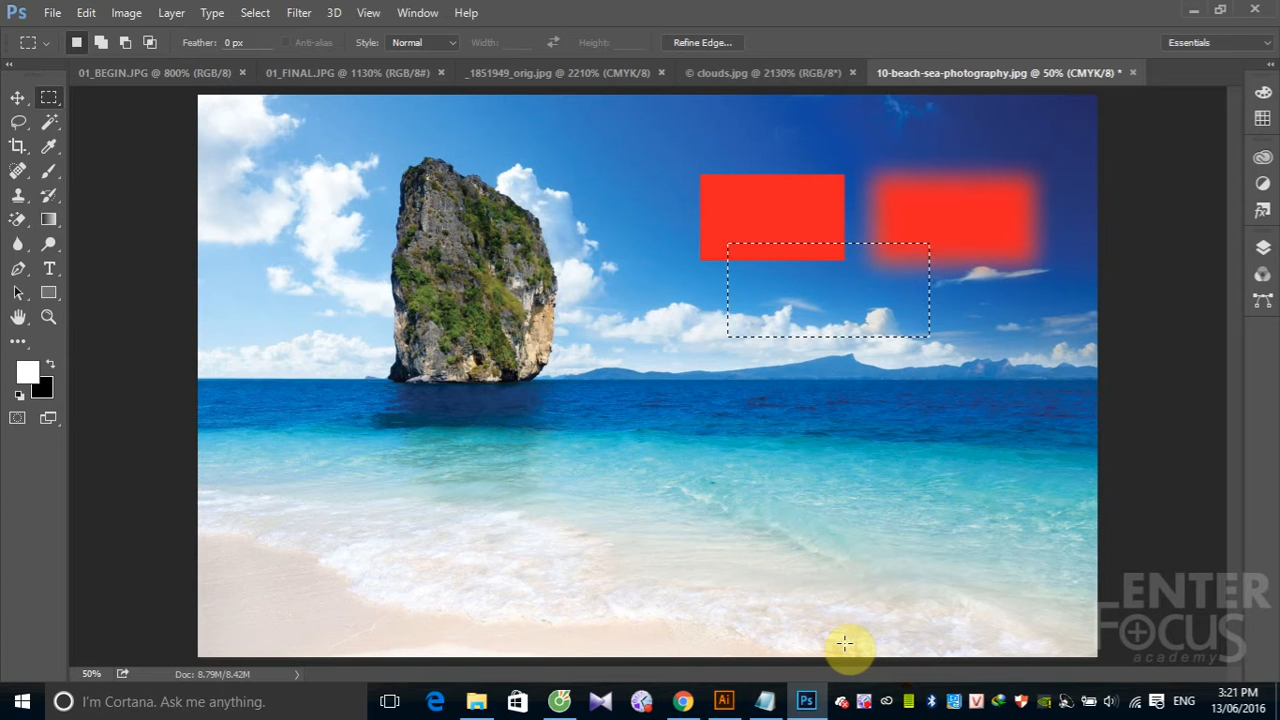 Ps File Edit Image Layer Type Select Filter 3D View Window Help
Feather: 0 px Anti-alias Style: Normal Width: Height: Refine Edge... Essentials
01_BEGIN.JPG @ 800% (RGB/8) × 01_FINAL.JPG @ 1130% (RGB/8#) × _1851949_orig.jpg @ 2210% (CMYK/8) × © clouds.jpg @ 2130% (RGB/8*) × 10-beach-sea-photography.jpg @ 50% (CMYK/8) * ×
ENTER
FOCUS
academy
50% Doc: 8.79M/8.42M
I'm Cortana. Ask me anything. Ai Ps ENG 3:21 PM
13/06/2016